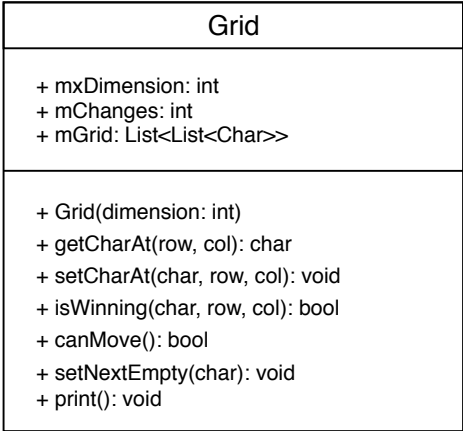 Grid
+ mxDimension: int
+ mChanges: int
+ mGrid: List<List<Char>>
+ Grid(dimension: int)
+ getCharAt(row, col): char
+ setCharAt(char, row, col): void
+ isWinning(char, row, col): bool
+ canMove(): bool
+ setNextEmpty(char): void
+ print(): void